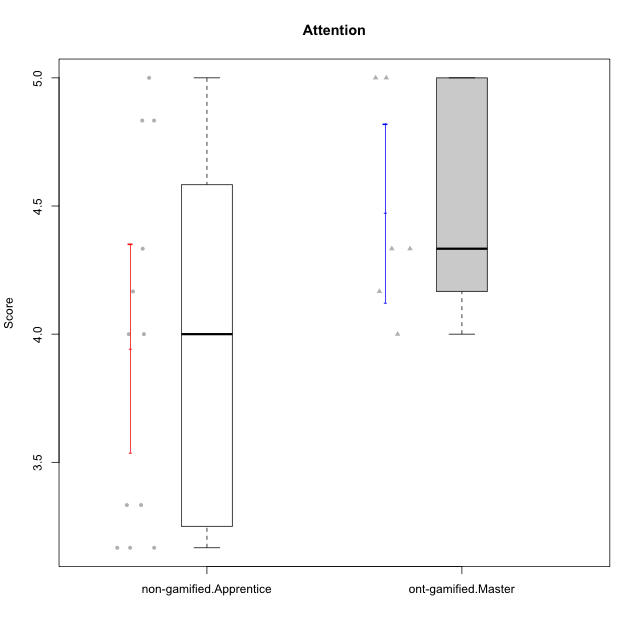 Attention
5.0
4.5
4.0
3.5
Score
non-gamified.Apprentice
ont-gamified.Master